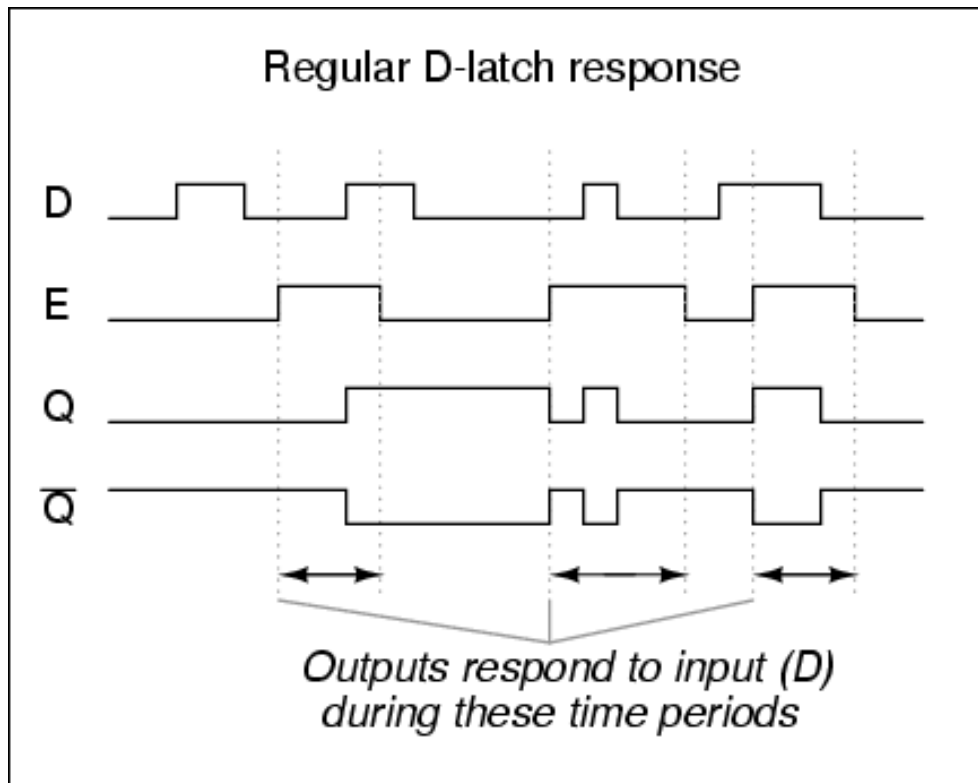 Regular D-latch response
D
E
Q
Q̅
Outputs respond to input (D)
during these time periods